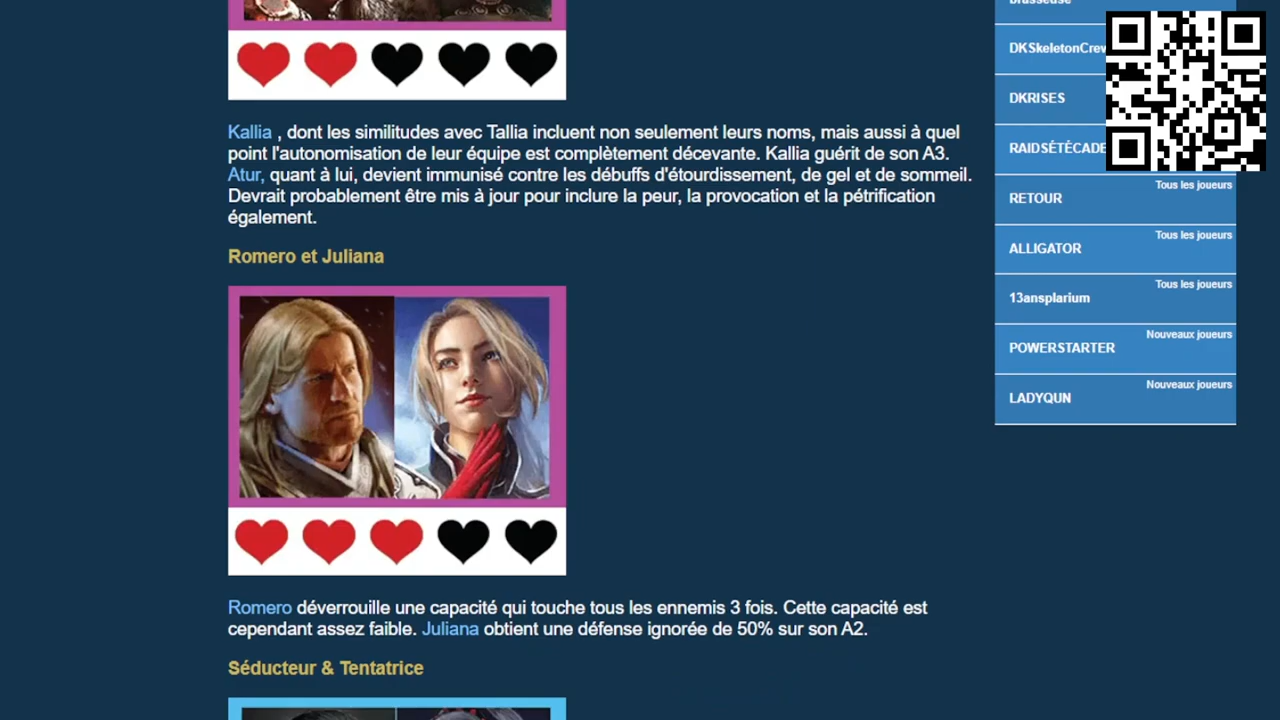 Kallia , dont les similitudes avec Tallia incluent non seulement leurs noms, mais aussi à quel
point l'autonomisation de leur équipe est complètement décevante. Kallia guérit de son A3.
Atur, quant à lui, devient immunisé contre les débuffs d'étourdissement, de gel et de sommeil.
Devrait probablement être mis à jour pour inclure la peur, la provocation et la pétrification
également.
Romero et Juliana
Romero déverrouille une capacité qui touche tous les ennemis 3 fois. Cette capacité est
cependant assez faible. Juliana obtient une défense ignorée de 50% sur son A2.
Séducteur & Tentatrice
DKSkeletonCrew
DKRISES
RAIDSÉTÉCADE
Tous les joueurs
RETOUR
Tous les joueurs
ALLIGATOR
Tous les joueurs
13ansplarium
Nouveaux joueurs
POWERSTARTER
Nouveaux joueurs
LADYQUN